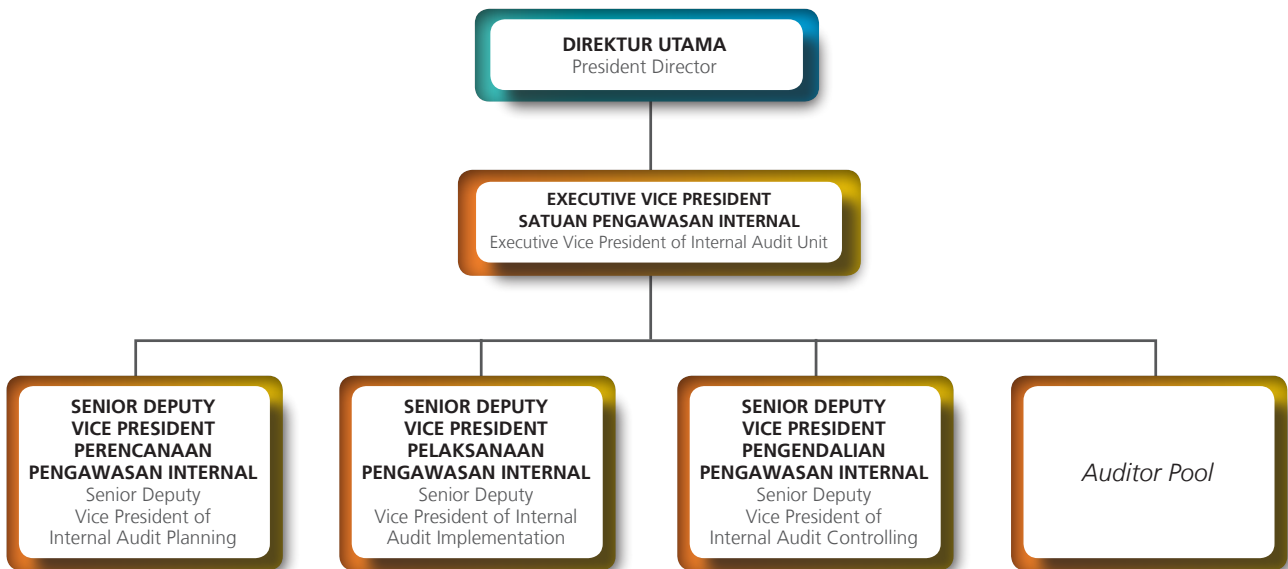 DIREKTUR UTAMA
President Director
EXECUTIVE VICE PRESIDENT
SATUAN PENGAWASAN INTERNAL
Executive Vice President of Internal Audit Unit
SENIOR DEPUTY
VICE PRESIDENT
PERENCANAAN
PENGAWASAN INTERNAL
Senior Deputy
Vice President of
Internal Audit Planning
SENIOR DEPUTY
VICE PRESIDENT
PELAKSANAAN
PENGAWASAN INTERNAL
Senior Deputy
Vice President of Internal
Audit Implementation
SENIOR DEPUTY
VICE PRESIDENT
PENGENDALIAN
PENGAWASAN INTERNAL
Senior Deputy
Vice President of
Internal Audit Controlling
Auditor Pool